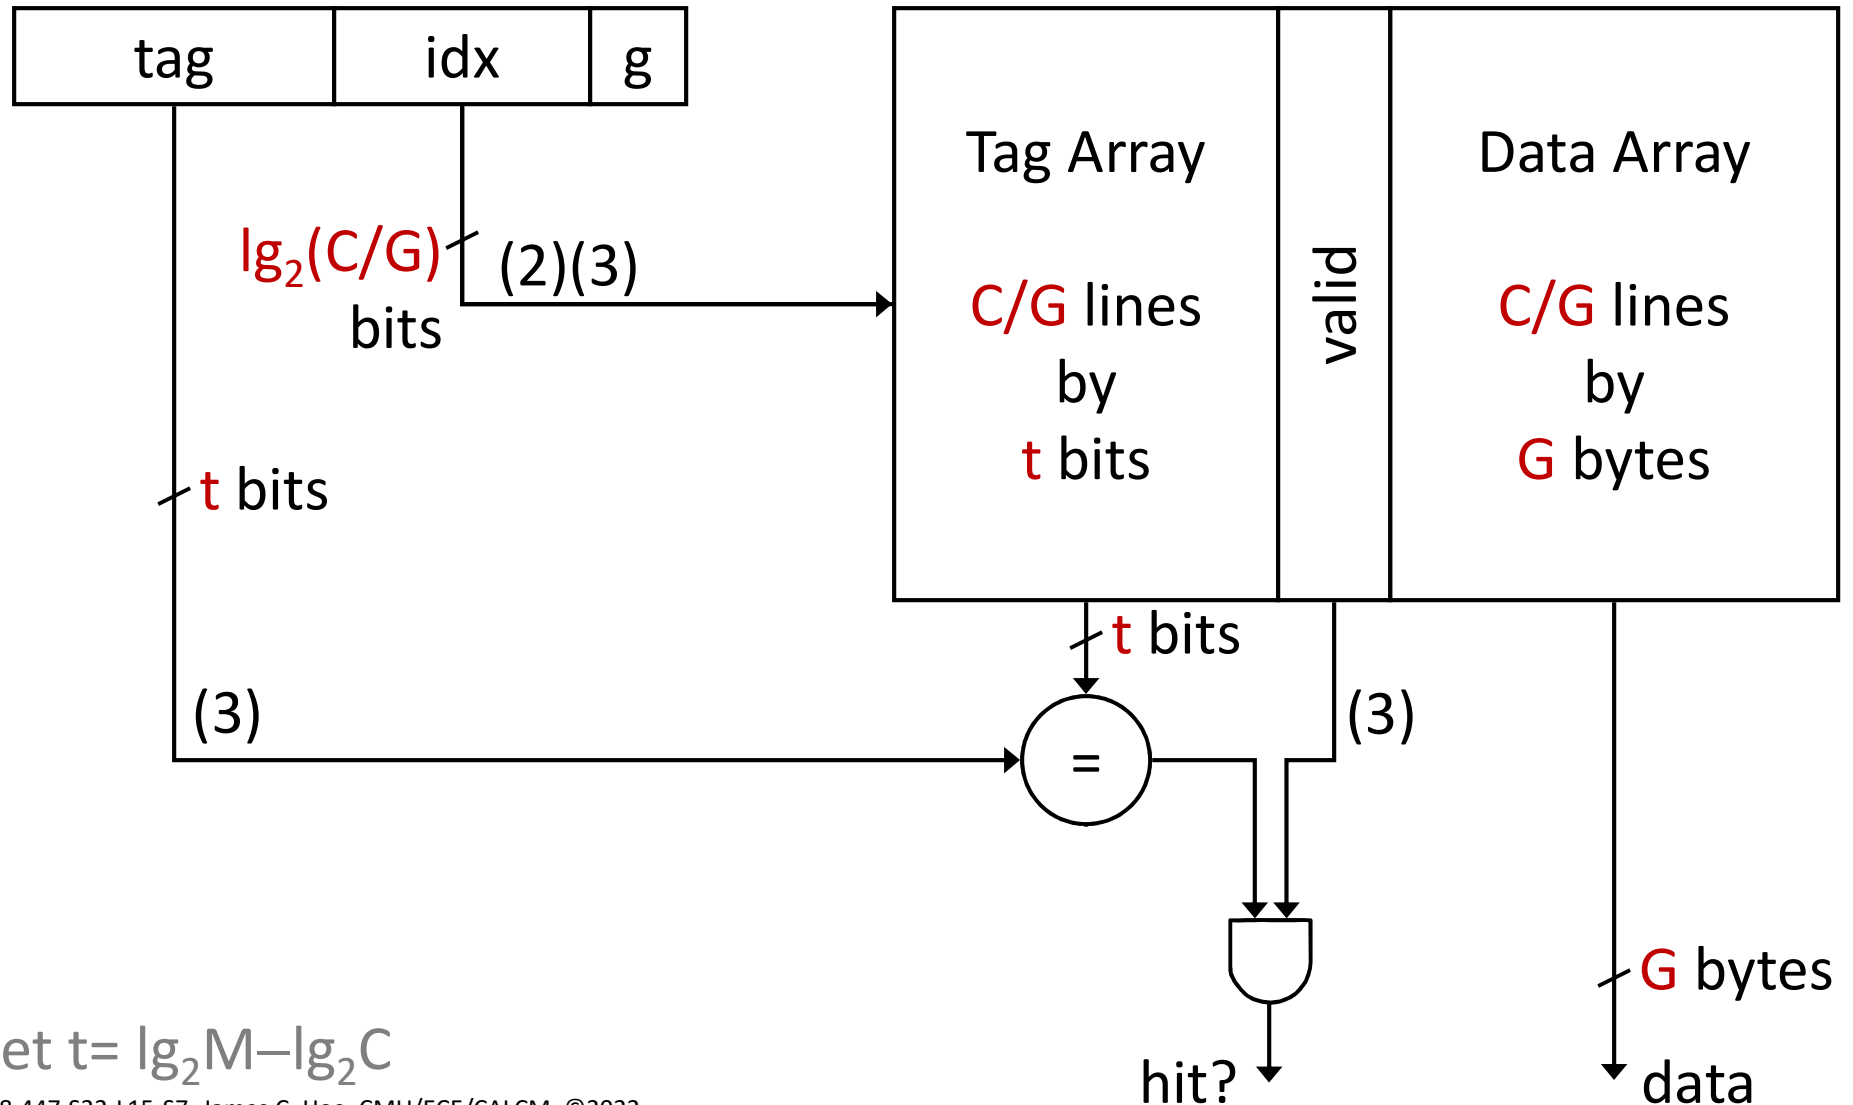 tag idx g
Tag Array
valid
Data Array
lg₂(C/G)
bits
(2)(3)
C/G lines
by
t bits
C/G lines
by
G bytes
t bits
t bits
(3)
(3)
=
G bytes
hit?
data
et t= lg₂M–lg₂C